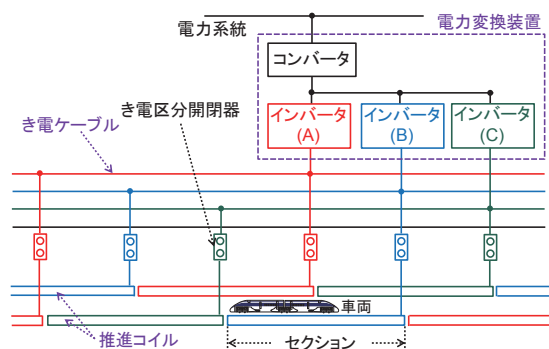 電力系統
電力変換装置
コンバータ
き電区分開閉器
インバータ
(A)
インバータ
(B)
インバータ
(C)
き電ケーブル
車両
推進コイル
セクション